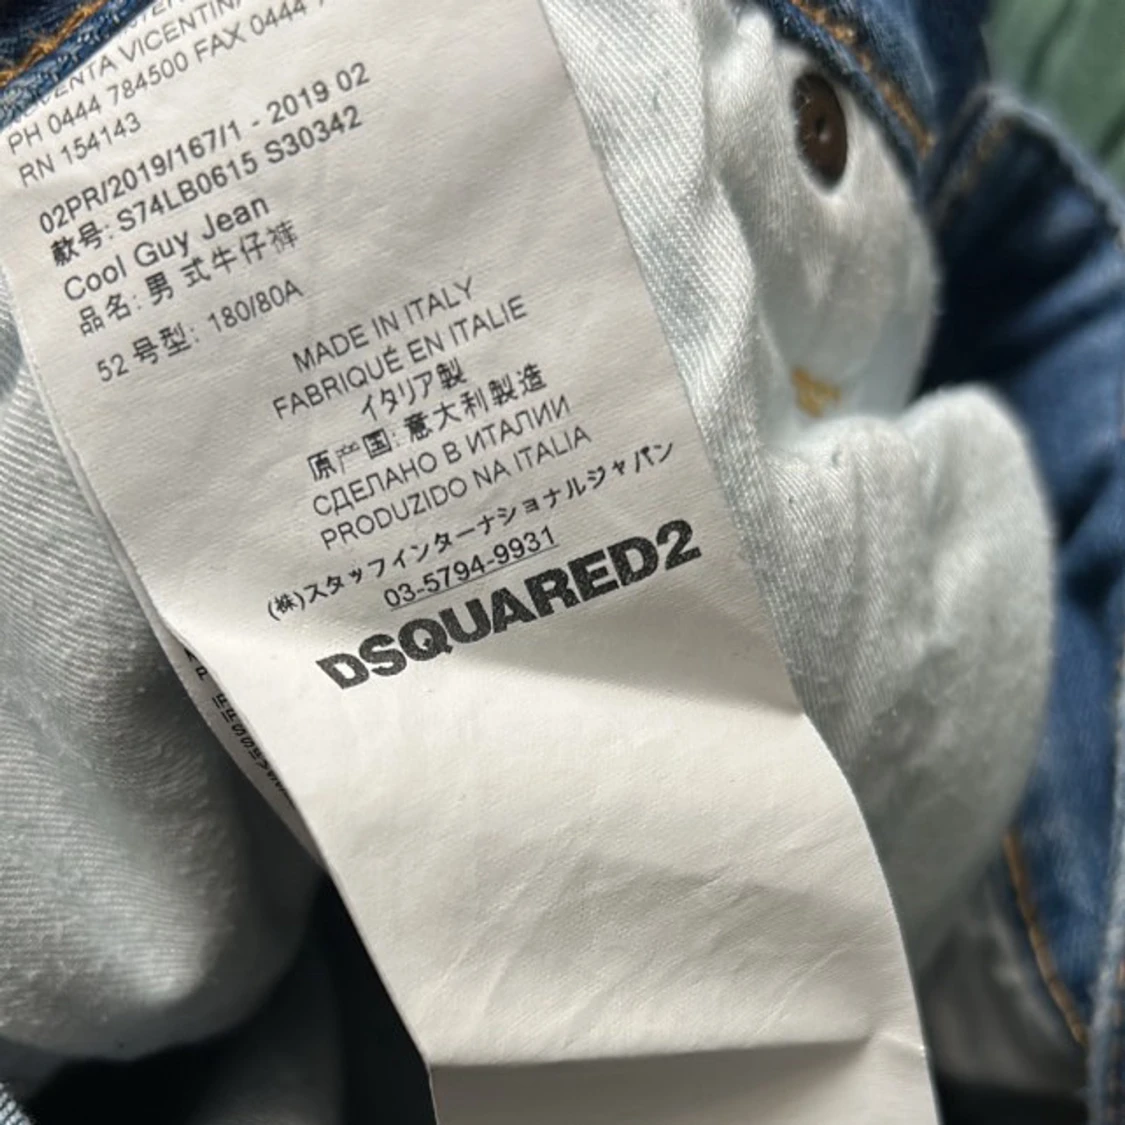 VICENTINA
PH 0444 784500 FAX 0444
RN 154143
02PR/2019/167/1 - 2019 02
款号: S74LB0615 S30342
Cool Guy Jean
品名: 男式牛仔裤
52 号型: 180/80A
MADE IN ITALY
FABRIQUÉ EN ITALIE
イタリア製
原产国: 意大利製造
СДЕЛАНО В ИТАЛИИ
PRODUZIDO NA ITALIA
(株)スタッフインターナショナルジャパン
03-5794-9931
DSQUARED2